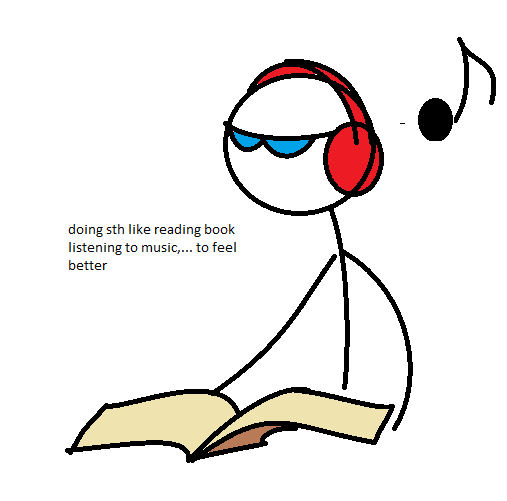 doing sth like reading book
listening to music,... to feel
better